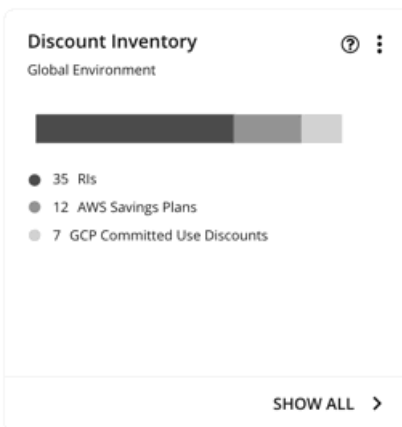 Discount Inventory
Global Environment
35 RIs
12 AWS Savings Plans
7 GCP Committed Use Discounts
SHOW ALL